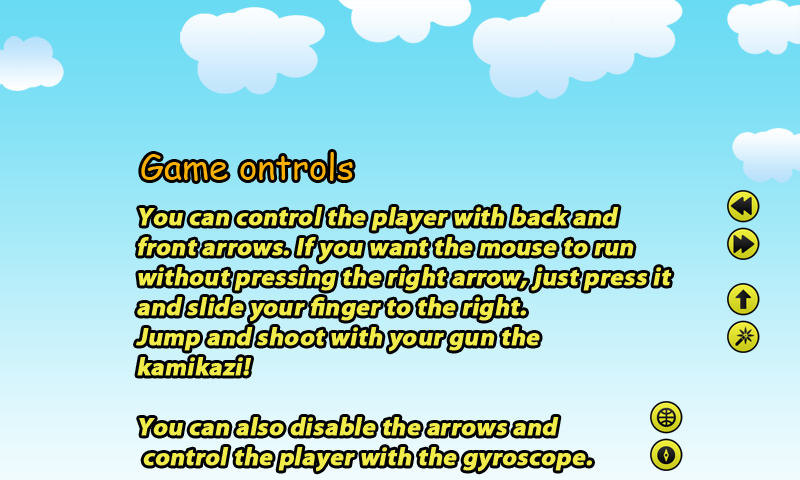 Game ontrols
You can control the player with back and
front arrows. If you want the mouse to run
without pressing the right arrow, just press it
and slide your finger to the right.
Jump and shoot with your gun the
kamikazi!
You can also disable the arrows and
control the player with the gyroscope.